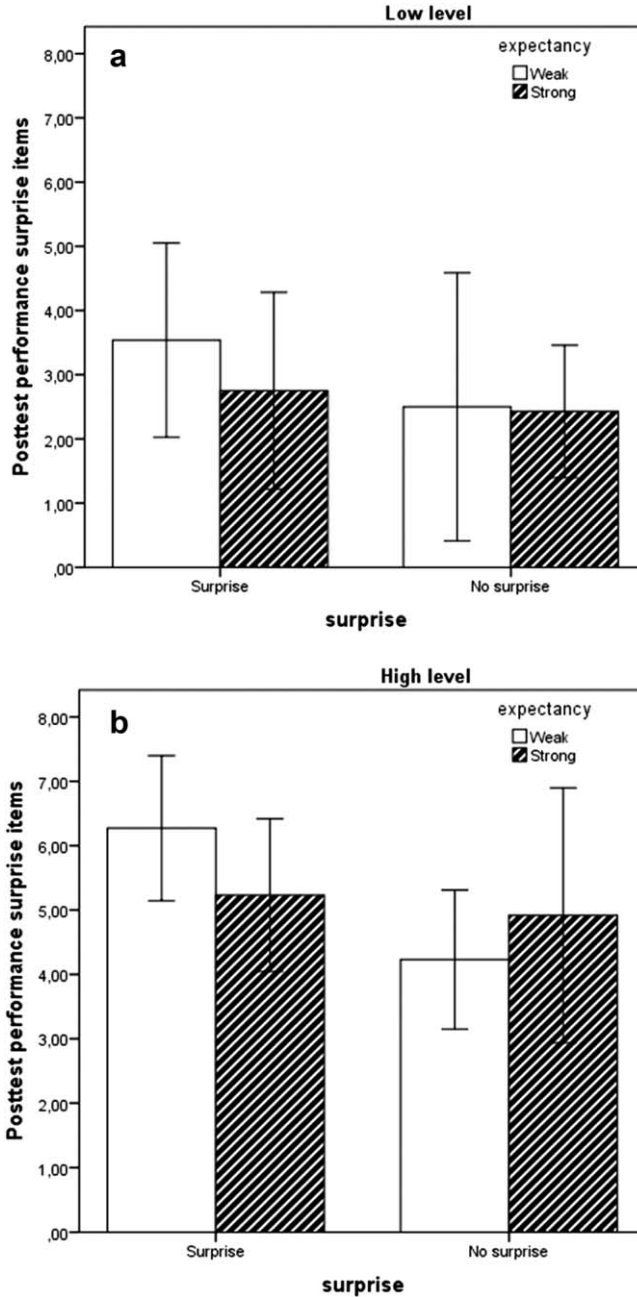 Low level
a
expectancy
Weak
Strong
8,00
7,00
6,00
5,00
4,00
3,00
2,00
1,00
,00
Posttest performance surprise items
Surprise No surprise
surprise
High level
b
expectancy
Weak
Strong
8,00
7,00
6,00
5,00
4,00
3,00
2,00
1,00
,00
Posttest performance surprise items
Surprise No surprise
surprise